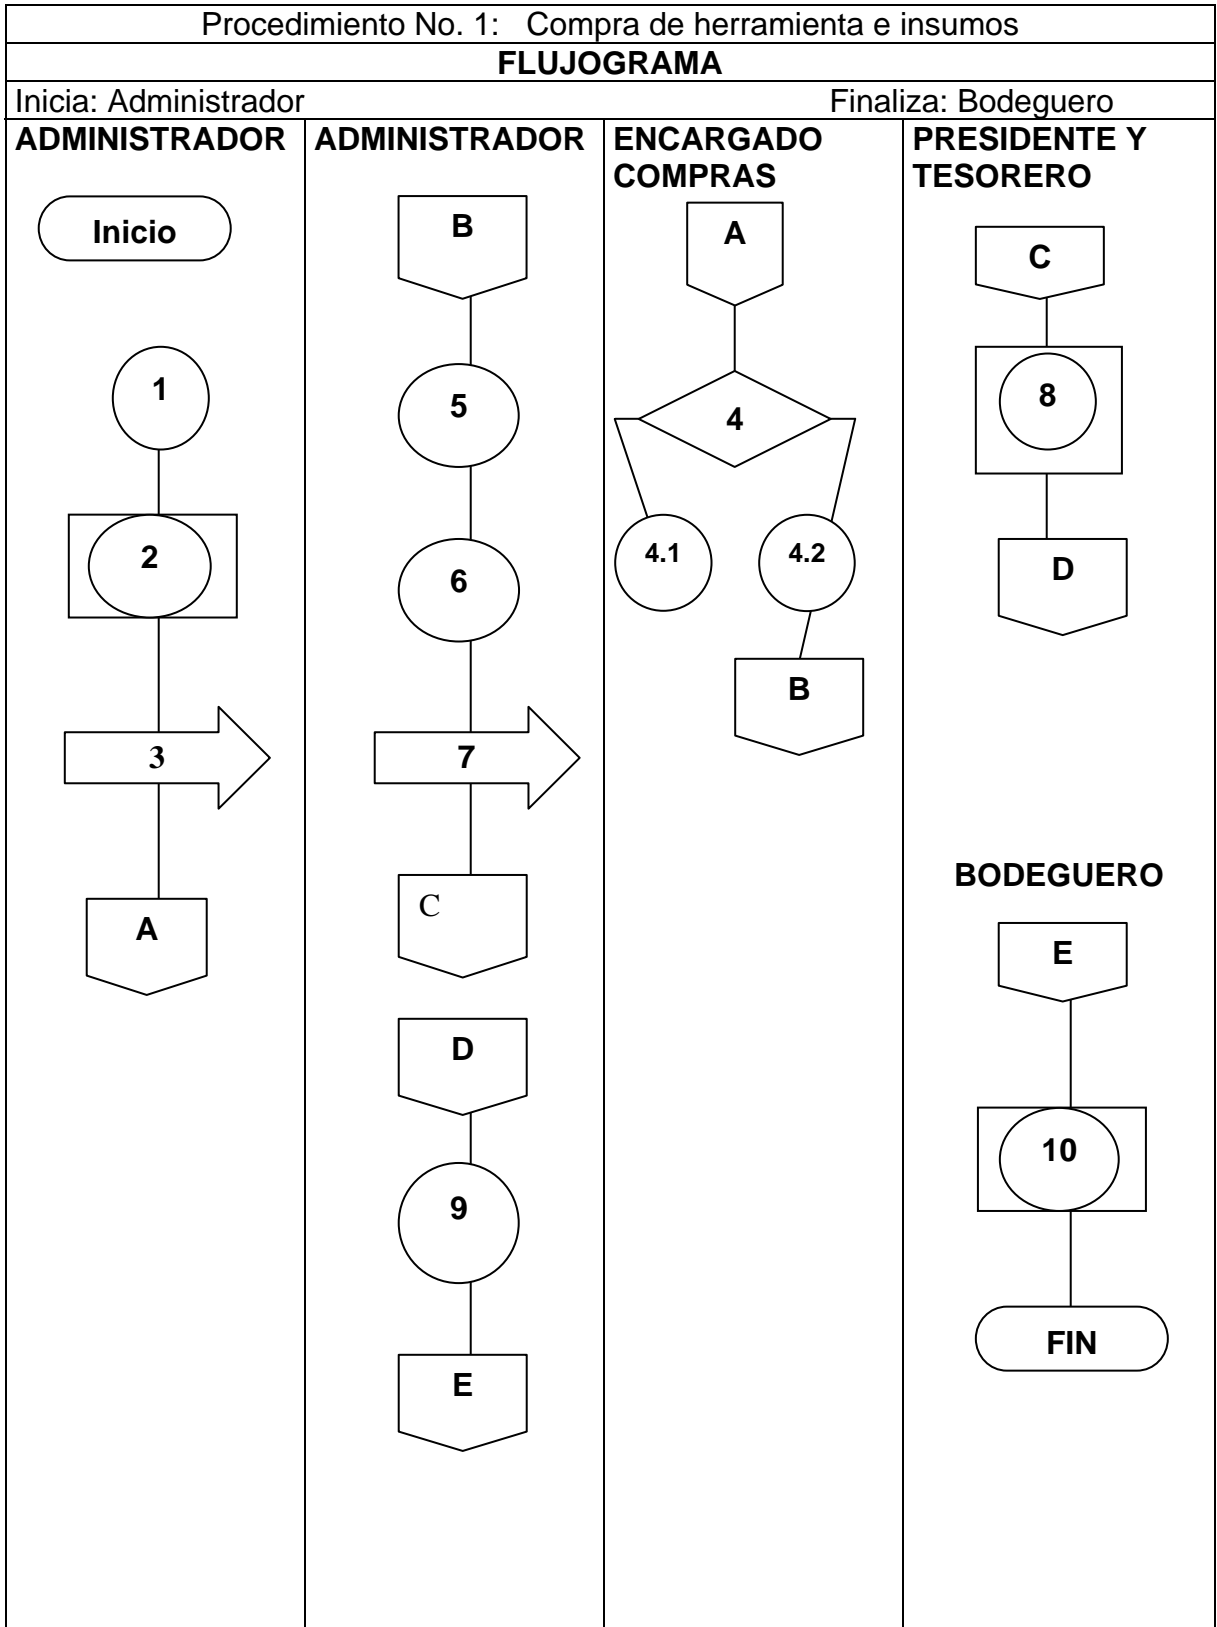 Procedimiento No. 1: Compra de herramienta e insumos
FLUJOGRAMA
Inicia: Administrador Finaliza: Bodeguero
ADMINISTRADOR
Inicio
1
2
3
A
ADMINISTRADOR
B
5
6
7
C
D
9
E
ENCARGADO
COMPRAS
A
4
4.1 4.2
B
PRESIDENTE Y
TESORERO
C
8
D
BODEGUERO
E
10
FIN